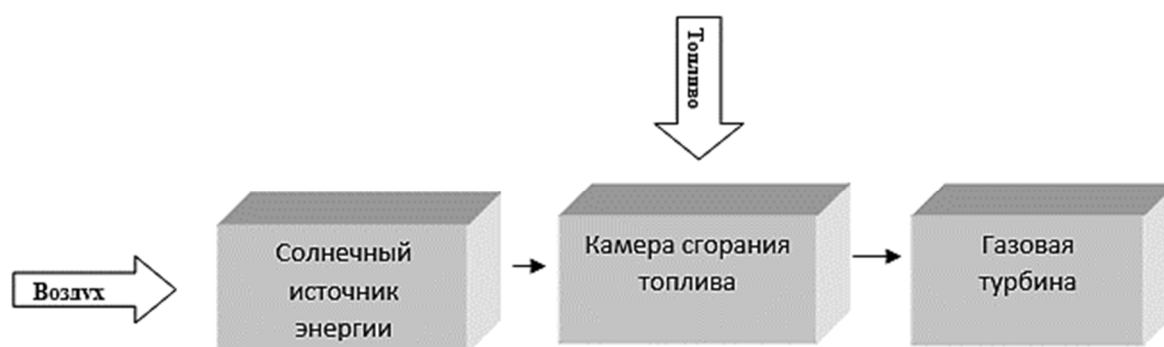 Топливо
Солнечный
источник
энергии
Камера сгорания
топлива
Газовая
турбина
Воздух